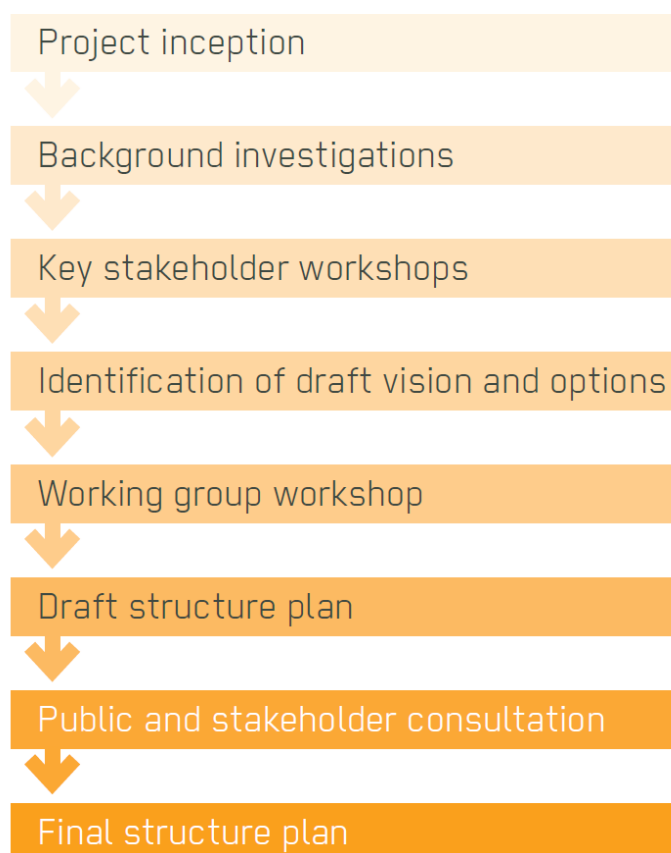 Project inception
Background investigations
Key stakeholder workshops
Identification of draft vision and options
Working group workshop
Draft structure plan
Public and stakeholder consultation
Final structure plan